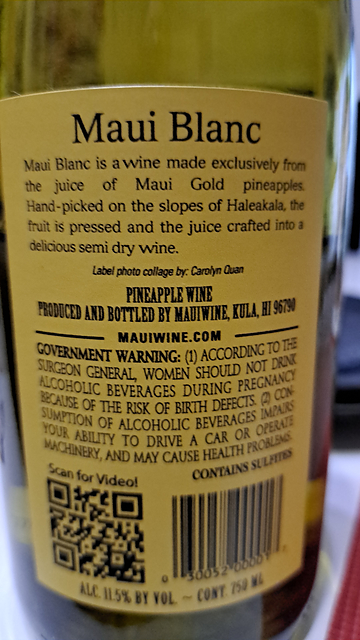 Maui Blanc
Maui Blanc is a wine made exclusively from
the juice of Maui Gold pineapples.
Hand-picked on the slopes of Haleakala, the
fruit is pressed and the juice crafted into a
delicious semi dry wine.
Label photo collage by: Carolyn Quan
PINEAPPLE WINE
PRODUCED AND BOTTLED BY MAUIWINE, KULA, HI 96790
MAUIWINE.COM
GOVERNMENT WARNING: (1) ACCORDING TO THE
SURGEON GENERAL, WOMEN SHOULD NOT DRINK
ALCOHOLIC BEVERAGES DURING PREGNANCY
BECAUSE OF THE RISK OF BIRTH DEFECTS. (2) CON-
SUMPTION OF ALCOHOLIC BEVERAGES IMPAIRS
YOUR ABILITY TO DRIVE A CAR OR OPERATE
MACHINERY, AND MAY CAUSE HEALTH PROBLEMS.
CONTAINS SULFITES
Scan for Video!
ALC. 11.5% BY VOL. ~ CONT. 750 ML